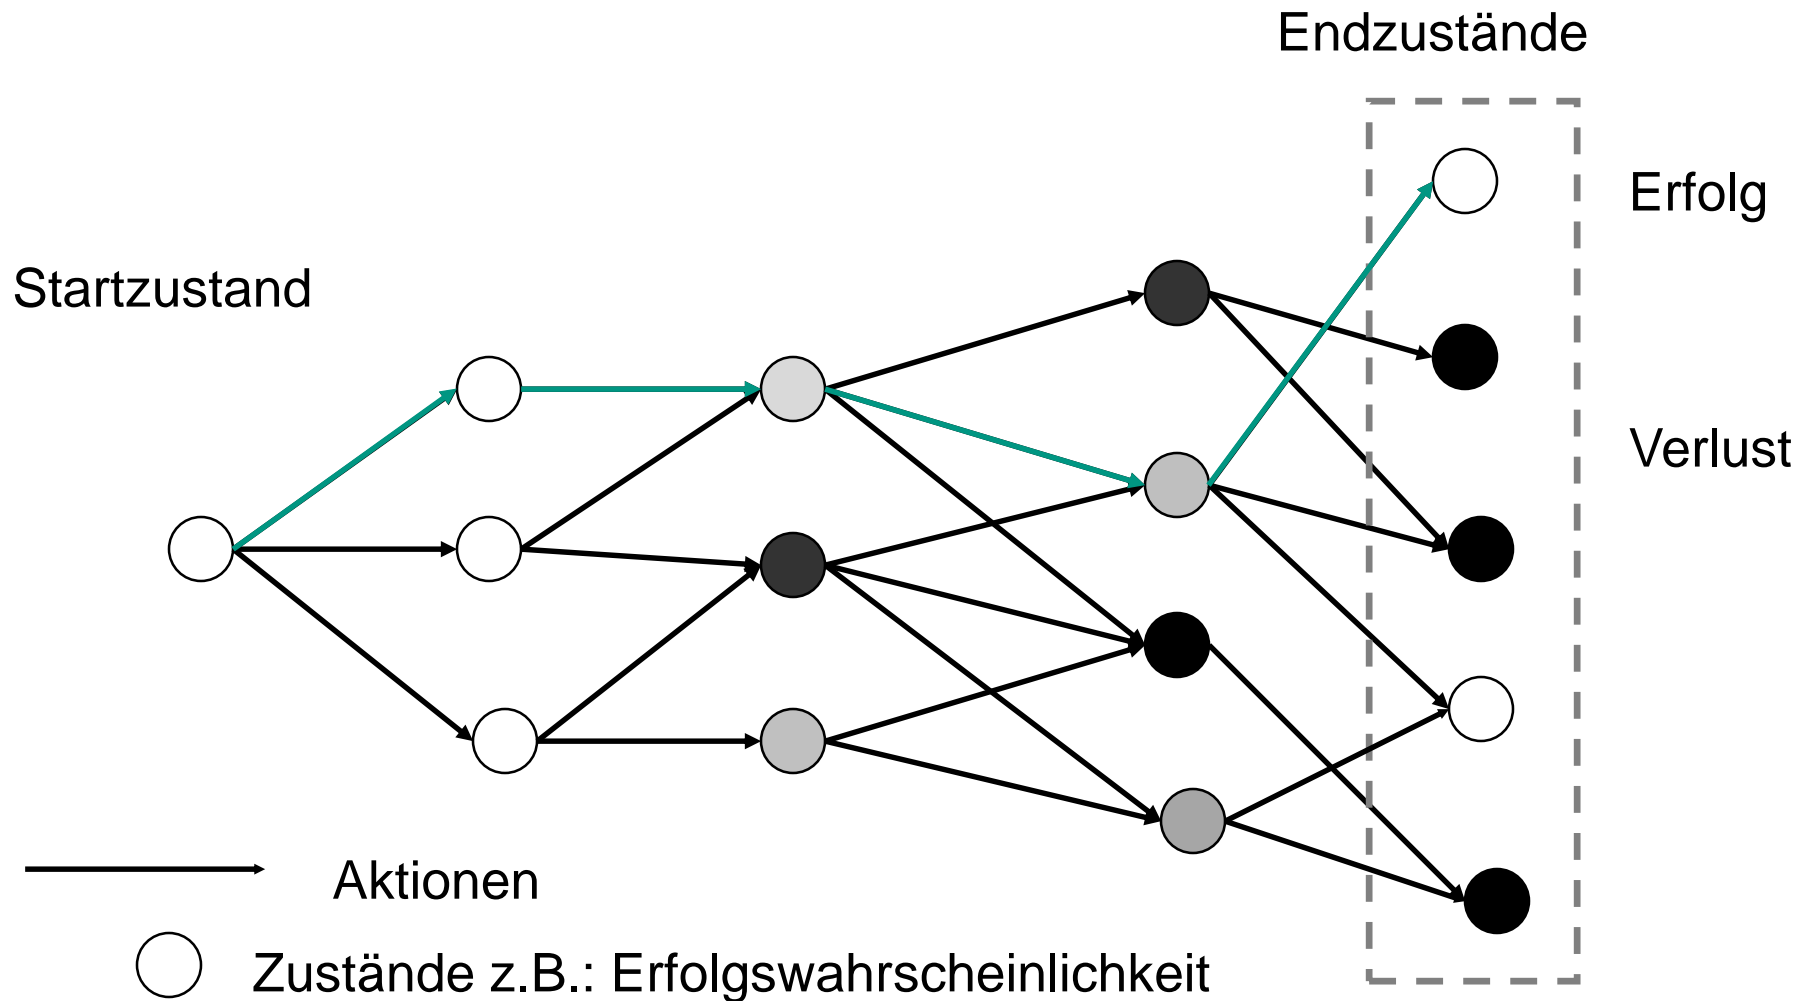 Endzustände
Erfolg
Startzustand
Verlust
Aktionen
Zustände z.B.: Erfolgswahrscheinlichkeit